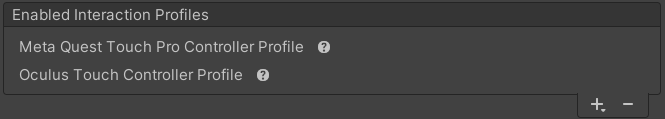 Enabled Interaction Profiles
Meta Quest Touch Pro Controller Profile ?
Oculus Touch Controller Profile ?